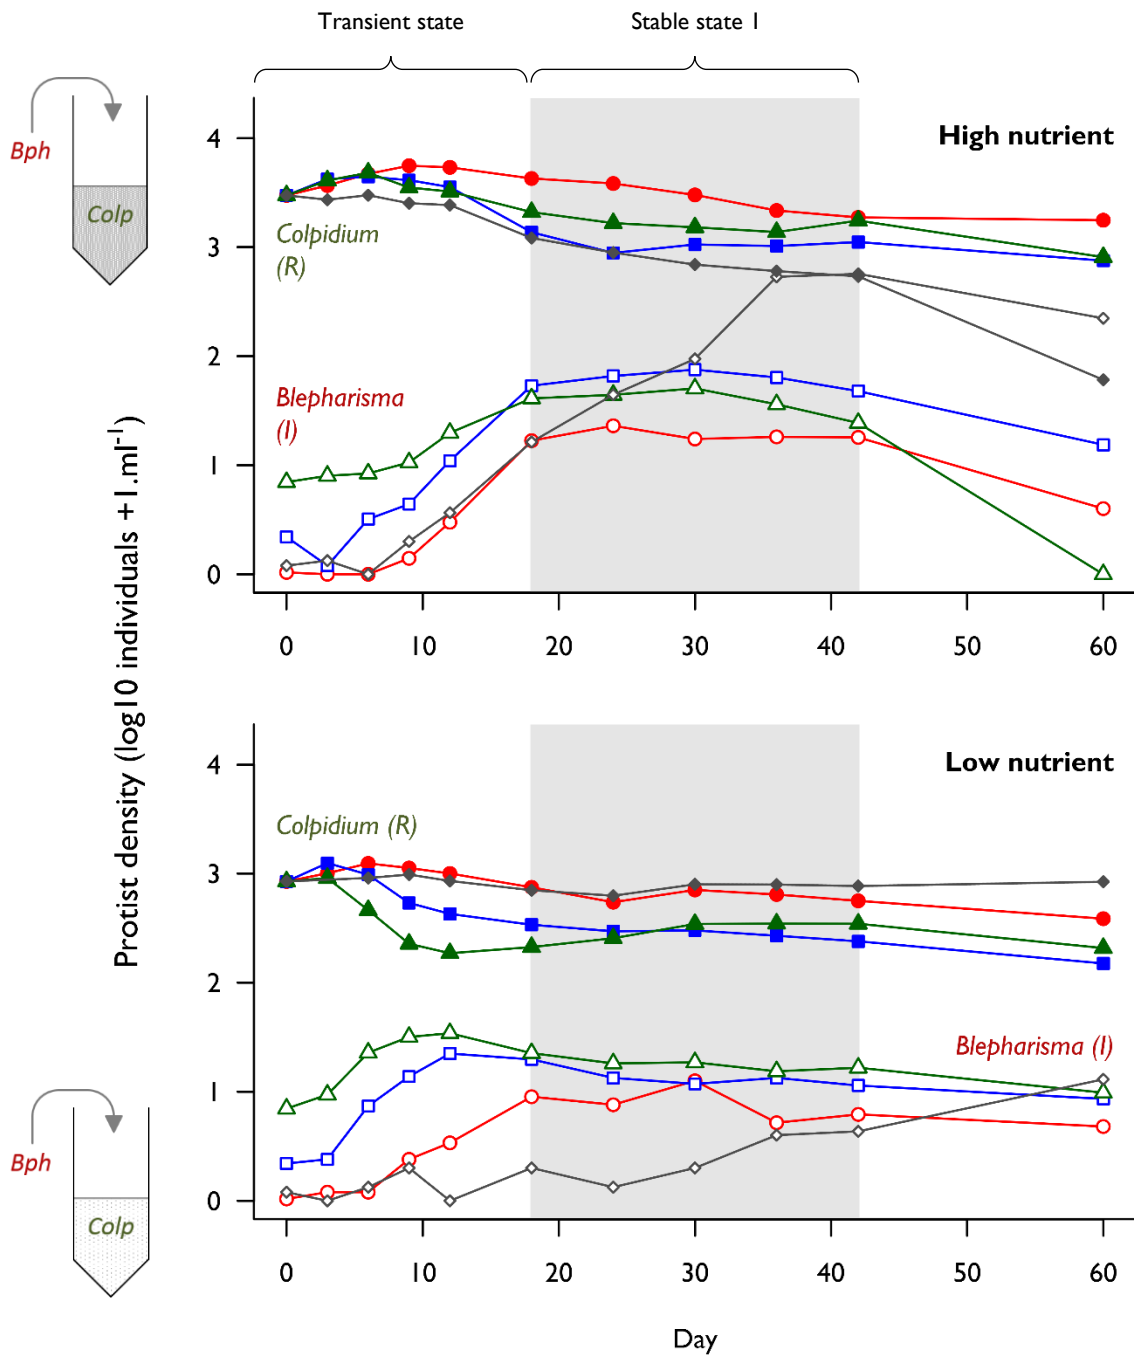 Transient state
Stable state 1
High nutrient
Bph
Colp
4
3
2
1
0
Colpidium
(R)
Blepharisma
(I)
0 10 20 30 40 50 60
Protist density (log10 individuals +1.ml-1)
Low nutrient
4
3
2
1
0
Colpidium (R)
Blepharisma (I)
Bph
Colp
0 10 20 30 40 50 60
Day